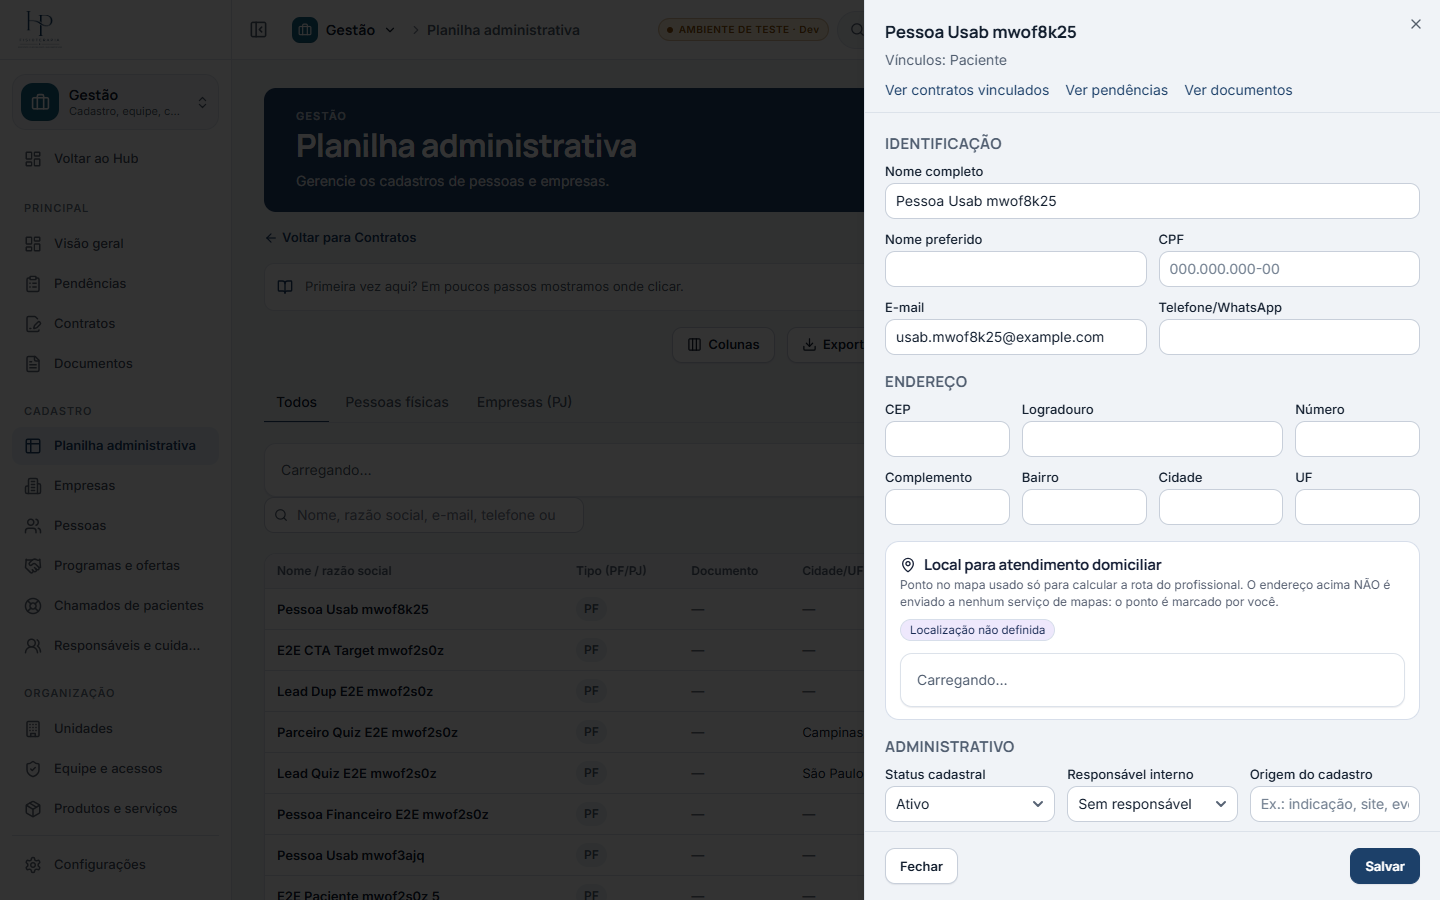 HP
Gestão
Planilha administrativa
AMBIENTE DE TESTE · Dev
Gestão
Cadastro, equipe, c...
Voltar ao Hub
PRINCIPAL
Visão geral
Pendências
Contratos
Documentos
CADASTRO
Planilha administrativa
Empresas
Pessoas
Programas e ofertas
Chamados de pacientes
Responsáveis e cuida...
ORGANIZAÇÃO
Unidades
Equipe e acessos
Produtos e serviços
Configurações
GESTÃO
Planilha administrativa
Gerencie os cadastros de pessoas e empresas.
Voltar para Contratos
Primeira vez aqui? Em poucos passos mostramos onde clicar.
Colunas
Export
Todos
Pessoas físicas
Empresas (PJ)
Carregando...
Nome, razão social, e-mail, telefone ou
Nome / razão social
Tipo (PF/PJ)
Documento
Cidade/UF
Pessoa Usab mwof8k25 PF —
—
E2E CTA Target mwof2s0z PF —
—
Lead Dup E2E mwof2s0z PF —
—
Parceiro Quiz E2E mwof2s0z PF —
Campinas
Lead Quiz E2E mwof2s0z PF —
São Paulo
Pessoa Financeiro E2E mwof2s0z PF —
—
Pessoa Usab mwof3ajq PF —
—
E2E Paciente mwof2s0z 5 PF —
—
Pessoa Usab mwof8k25
Vínculos: Paciente
Ver contratos vinculados
Ver pendências
Ver documentos
IDENTIFICAÇÃO
Nome completo
Pessoa Usab mwof8k25
Nome preferido
CPF
000.000.000-00
E-mail
Telefone/WhatsApp
usab.mwof8k25@example.com
ENDEREÇO
CEP
Logradouro
Número
Complemento
Bairro
Cidade
UF
Local para atendimento domiciliar
Ponto no mapa usado só para calcular a rota do profissional. O endereço acima NÃO é
enviado a nenhum serviço de mapas: o ponto é marcado por você.
Localização não definida
Carregando...
ADMINISTRATIVO
Status cadastral
Responsável interno
Origem do cadastro
Ativo
Sem responsável
Ex.: indicação, site, eve
Fechar
Salvar